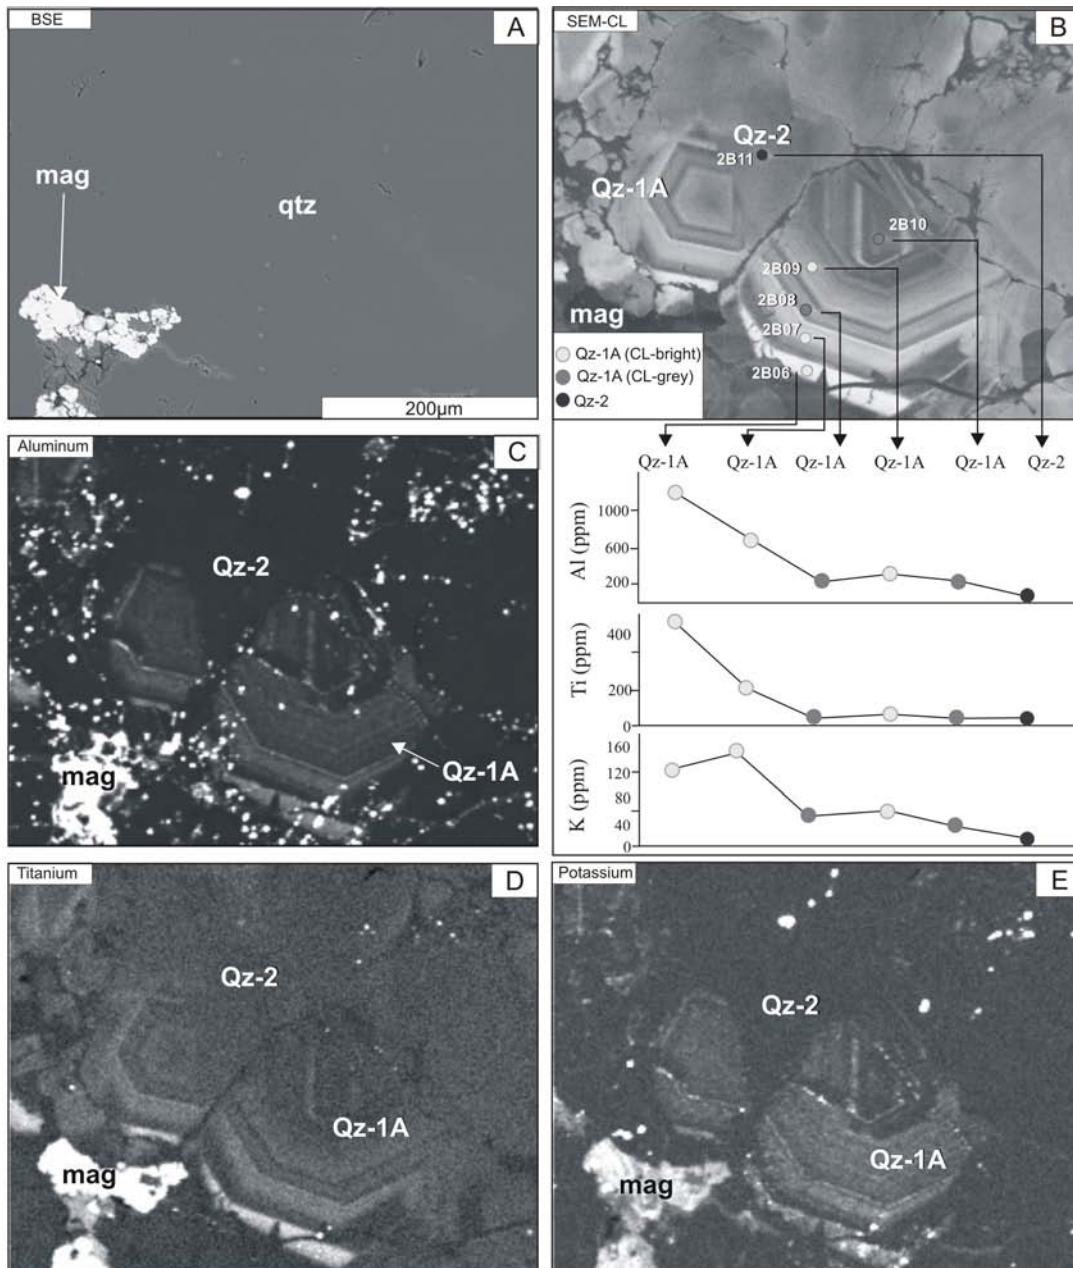 BSE
A
mag
qtz
200µm
SEM-CL
B
Qz-2
2B11
Qz-1A
2B10
2B09
2B08
mag
2B07
Qz-1A (CL-bright)
Qz-1A (CL-grey)
2B06
Qz-2
Qz-1A Qz-1A Qz-1A Qz-1A Qz-1A Qz-2
Al (ppm)
1000
600
200
Ti (ppm)
400
200
0
K (ppm)
160
120
60
40
0
Aluminum
C
Qz-2
mag
Qz-1A
Titanium
D
Qz-2
Qz-1A
mag
Potassium
E
Qz-2
Qz-1A
mag